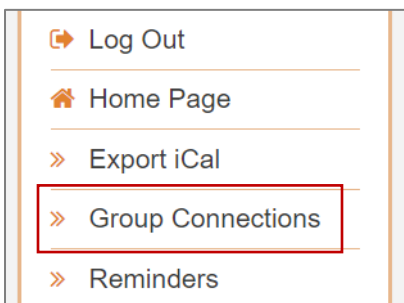 Log Out
Home Page
Export iCal
Group Connections
Reminders